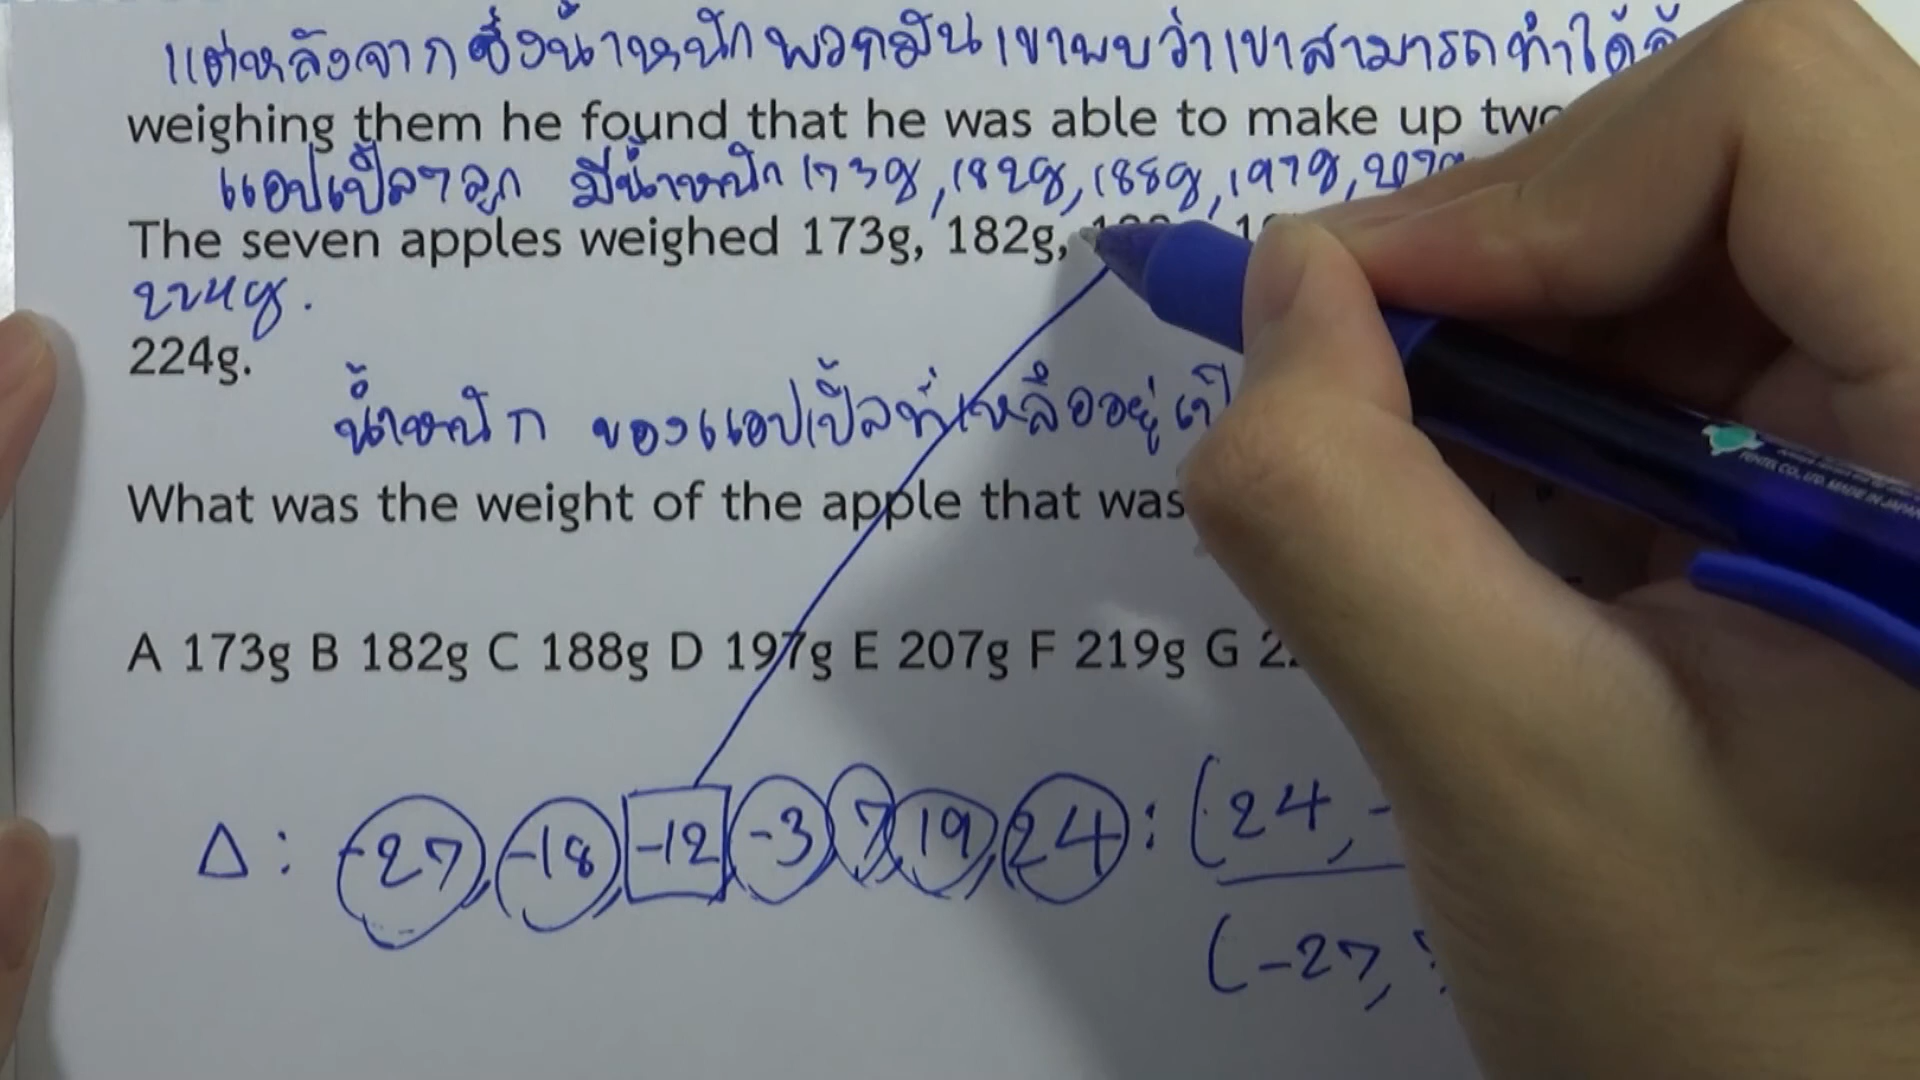 แต่หลังจาก ชั่งน้ำหนัก พวกมัน เขาพบว่าเขาสามารถทำได้
weighing them he found that he was able to make up two
แอปเปิ้ล 7 ลูก มีน้ำหนัก 173g, 182g, 188g, 197g, 207g
The seven apples weighed 173g, 182g,
224g.
224g.
น้ำหนัก ของแอปเปิ้ลที่เหลืออยู่
What was the weight of the apple that was
A 173g B 182g C 188g D 197g E 207g F 219g G
Δ: -27, -18, -12, -3, 7, 19, 24 : (24, -
(-27,